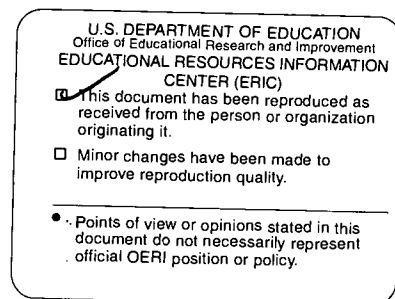 U.S. DEPARTMENT OF EDUCATION
Office of Educational Research and Improvement
EDUCATIONAL RESOURCES INFORMATION
CENTER (ERIC)
This document has been reproduced as
received from the person or organization
originating it.
□ Minor changes have been made to
improve reproduction quality.
● Points of view or opinions stated in this
document do not necessarily represent
official OERI position or policy.